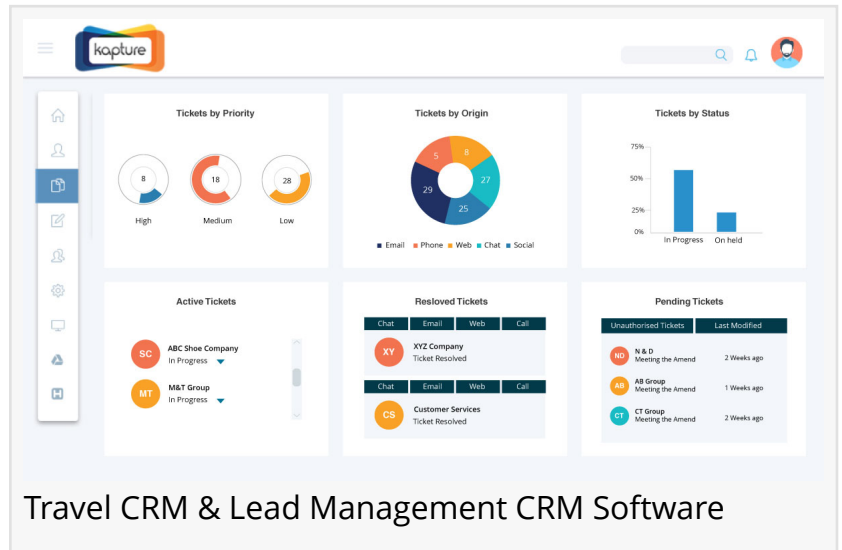 kapture
Tickets by Priority
8
18
28
High
Medium
Low
Tickets by Origin
5
8
29
27
25
Email Phone Web Chat Social
Tickets by Status
75%
50%
25%
0%
In Progress On held
Active Tickets
SC
ABC Shoe Company
In Progress
MT
M&T Group
In Progress
Resloved Tickets
Chat Email Web Call
XY
XYZ Company
Ticket Resolved
Chat Email Web Call
CS
Customer Services
Ticket Resolved
Pending Tickets
Unauthorised Tickets Last Modified
ND
N & D
Meeting the Amend
2 Weeks ago
AB
AB Group
Meeting the Amend
1 Weeks ago
CT
CT Group
Meeting the Amend
2 Weeks ago
H
Travel CRM & Lead Management CRM Software